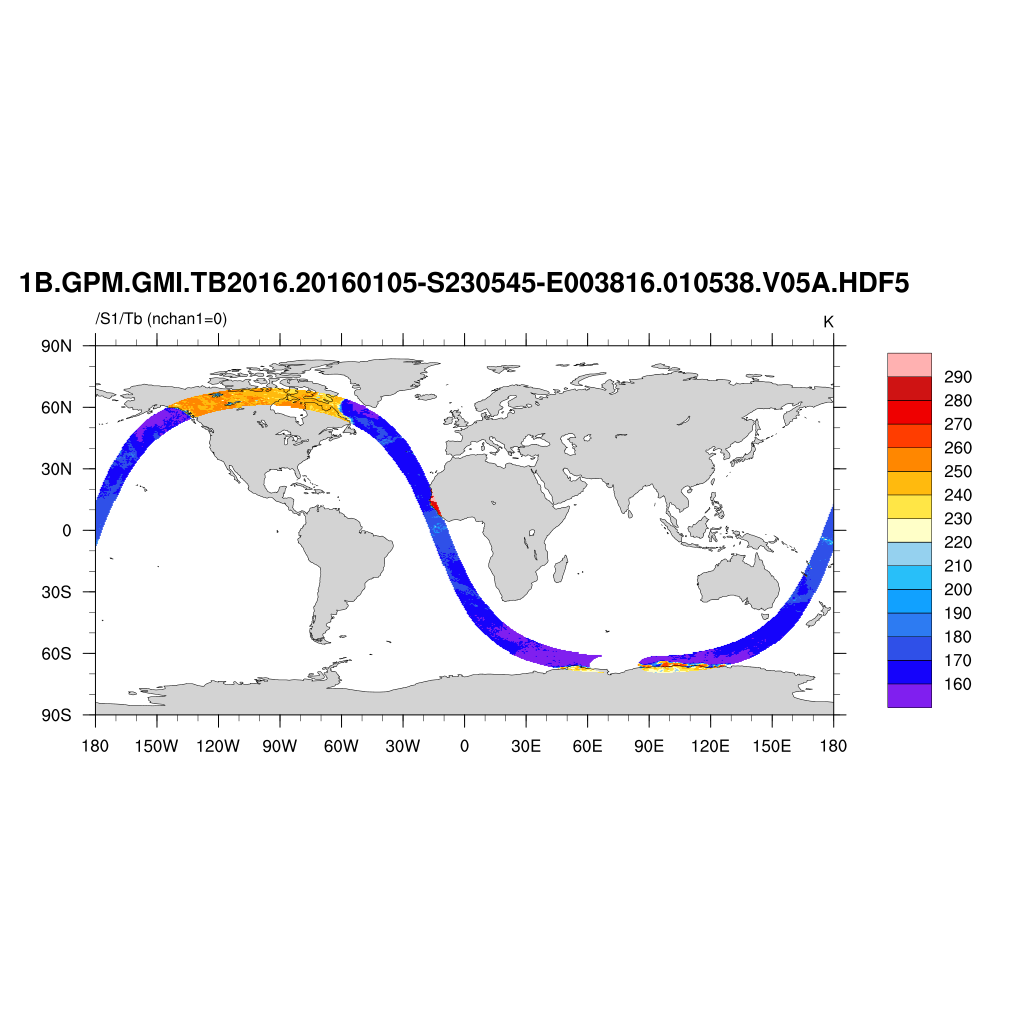 1B.GPM.GMI.TB2016.20160105-S230545-E003816.010538.V05A.HDF5
/S1/Tb (nchan1=0)
K
90N
60N
30N
0
30S
60S
90S
180 150W 120W 90W 60W 30W 0 30E 60E 90E 120E 150E 180
290
280
270
260
250
240
230
220
210
200
190
180
170
160